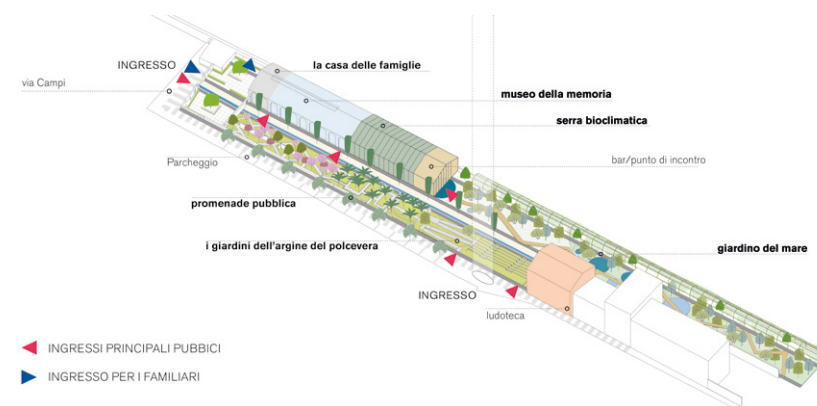 INGRESSO
la casa delle famiglie
via Campi
museo della memoria
serra bioclimatica
Parcheggio
bar/punto di incontro
promenade pubblica
i giardini dell'argine del polcevera
giardino del mare
INGRESSO
ludoteca
INGRESSI PRINCIPALI PUBBICI
INGRESSO PER I FAMILIARI